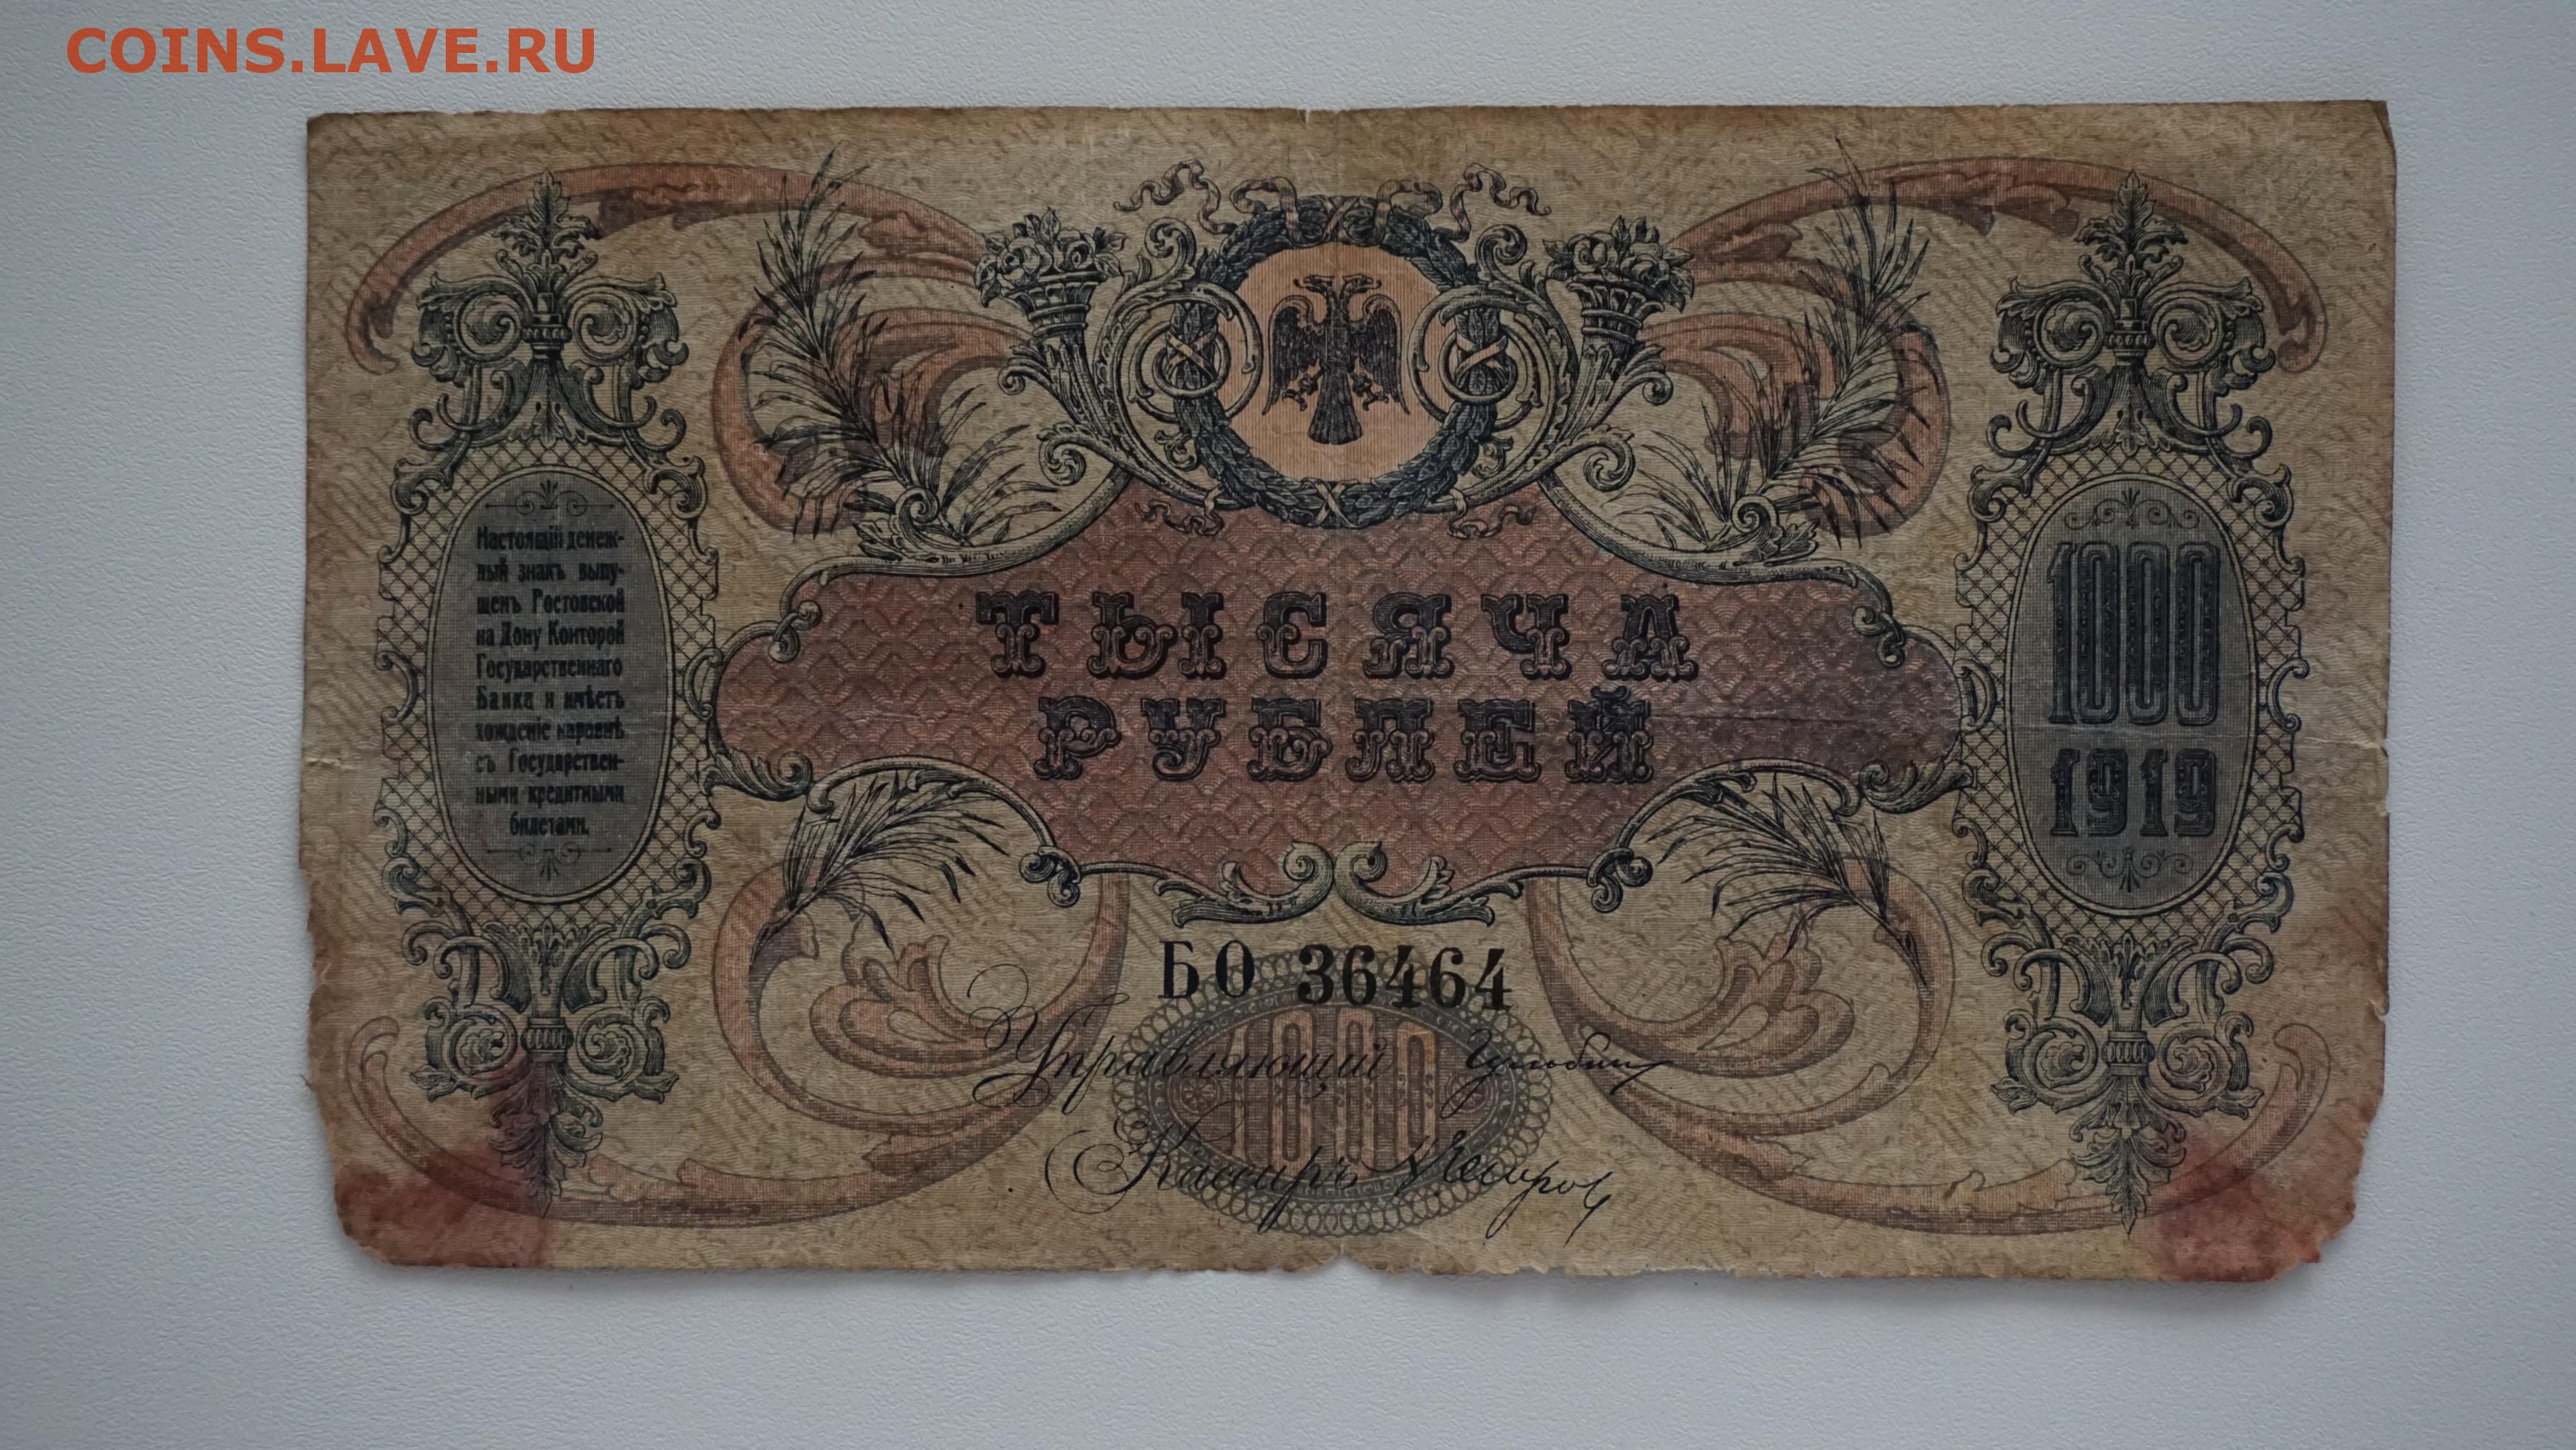 COINS.LAVE.RU
Настоящій денеж-
ный знакъ выпу-
щенъ Ростовской
на Дону Конторой
Государственнаго
Банка и имѣетъ
хожденіе наравнѣ
съ Государствен-
ными кредитными
билетами.
ТЫСЯЧА
РУБЛЕЙ
1000
1919
БО 36464
1000
Управляющій
Кассиръ